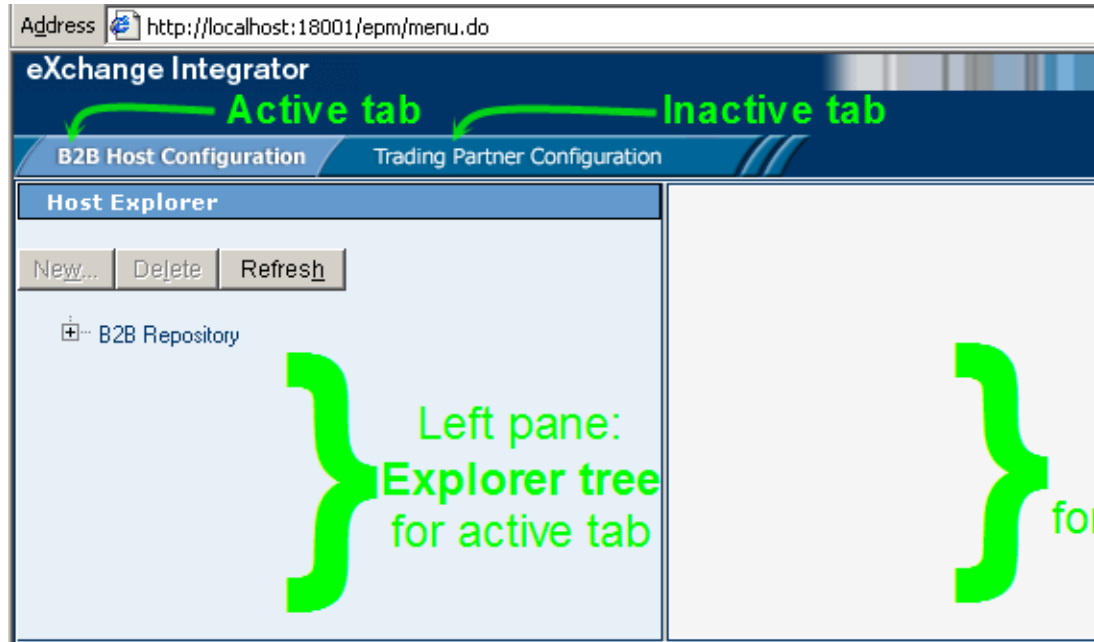 Address http://localhost:18001/epm/menu.do
eXchange Integrator
Active tab Inactive tab
B2B Host Configuration Trading Partner Configuration
Host Explorer
New... Delete Refresh
B2B Repository
Left pane:
Explorer tree
for active tab